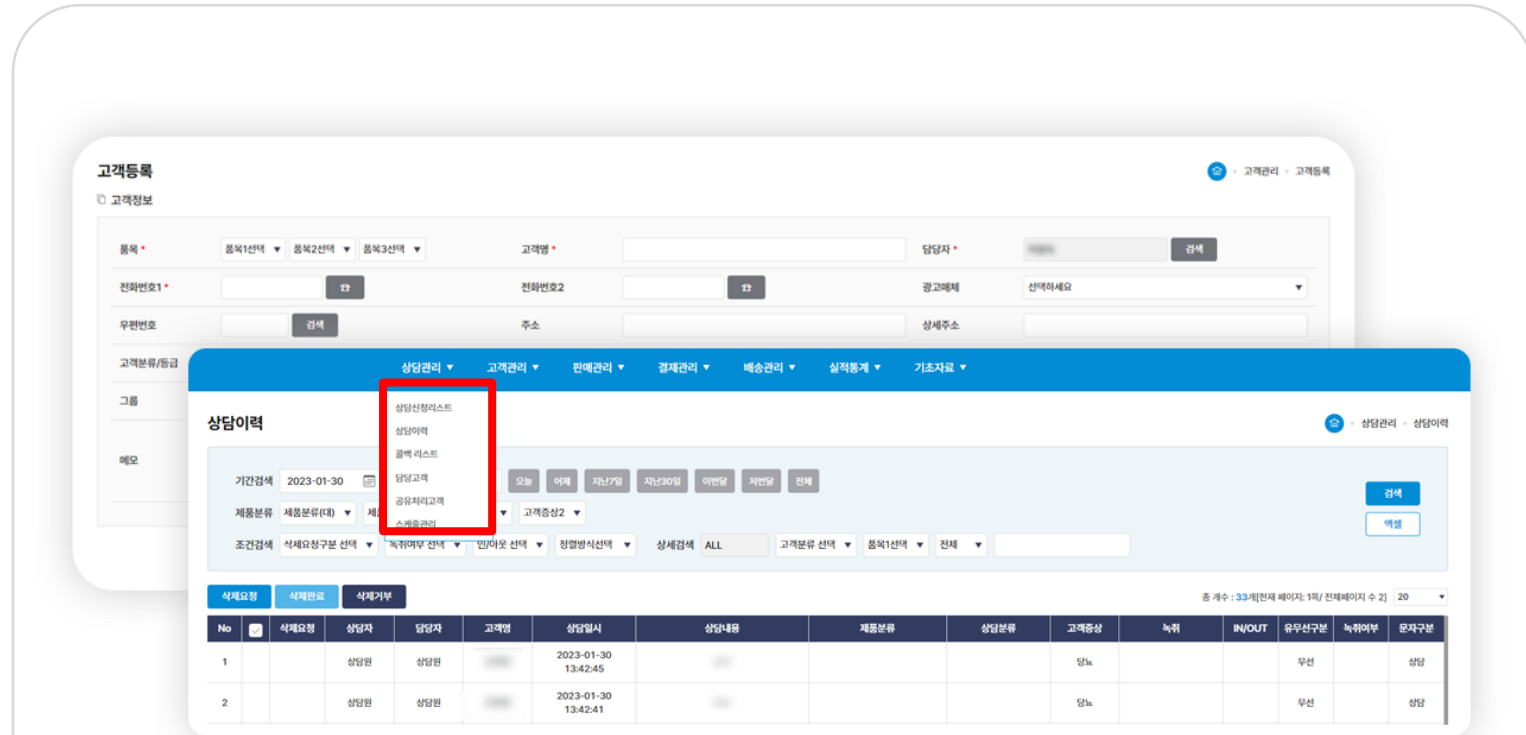 고객등록
고객관리 고객등록
고객정보
품목 * 품목1선택 ▼ 품목2선택 ▼ 품목3선택 ▼ 고객명 * 담당자 * 검색
전화번호1 * 전화번호2 광고매체 선택하세요 ▼
우편번호 검색 주소 상세주소
고객분류/등급
그룹
메모
상담관리 ▼ 고객관리 ▼ 판매관리 ▼ 결제관리 ▼ 배송관리 ▼ 실적통계 ▼ 기초자료 ▼
상담신청리스트
상담이력
콜백 리스트
담당고객
공유처리고객
스케줄관리
상담이력
상담관리 상담이력
기간검색 2023-01-30 오늘 어제 지난7일 지난30일 이번달 저번달 전체
제품분류 제품분류(대) ▼ ▼ 고객증상2 ▼
조건검색 삭제요청구분 선택 ▼ 녹취여부 선택 ▼ 인/아웃 선택 ▼ 정렬방식선택 ▼ 상세검색 ALL 고객분류 선택 ▼ 품목1선택 ▼ 전체 ▼
검색
엑셀
삭제요청 삭제완료 삭제거부
총 개수 : 33개[현재 페이지: 1쪽/ 전체페이지 수 2] 20 ▼
No 삭제요청 상담자 담당자 고객명 상담일시 상담내용 제품분류 상담분류 고객증상 녹취 IN/OUT 유무선구분 녹취여부 문자구분
1 상담원 상담원 2023-01-30 13:42:45 당뇨 무선 상담
2 상담원 상담원 2023-01-30 13:42:41 당뇨 무선 상담